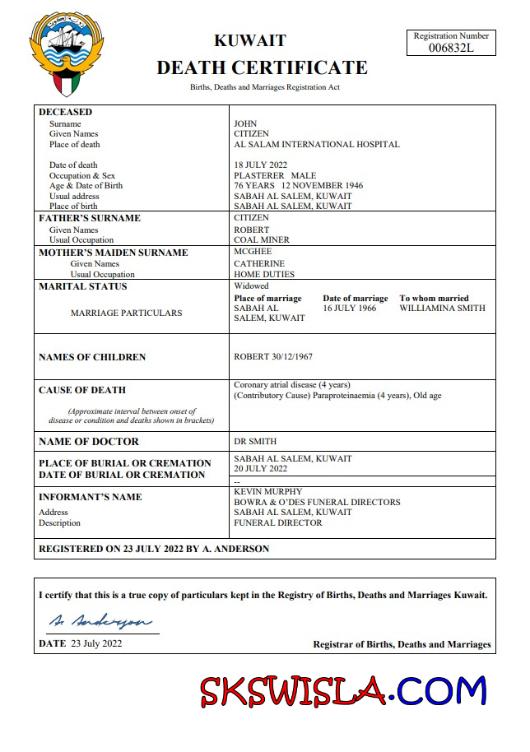 KUWAIT
DEATH CERTIFICATE
Births, Deaths and Marriages Registration Act
Registration Number
006832L
DECEASED
Surname JOHN
Given Names CITIZEN
Place of death AL SALAM INTERNATIONAL HOSPITAL
Date of death 18 JULY 2022
Occupation & Sex PLASTERER MALE
Age & Date of Birth 76 YEARS 12 NOVEMBER 1946
Usual address SABAH AL SALEM, KUWAIT
Place of birth SABAH AL SALEM, KUWAIT
FATHER'S SURNAME CITIZEN
Given Names ROBERT
Usual Occupation COAL MINER
MOTHER'S MAIDEN SURNAME MCGHEE
Given Names CATHERINE
Usual Occupation HOME DUTIES
MARITAL STATUS Widowed
MARRIAGE PARTICULARS
Place of marriage Date of marriage To whom married
SABAH AL 16 JULY 1966 WILLIAMINA SMITH
SALEM, KUWAIT
NAMES OF CHILDREN ROBERT 30/12/1967
CAUSE OF DEATH
Coronary atrial disease (4 years)
(Contributory Cause) Paraproteinaemia (4 years), Old age
(Approximate interval between onset of
disease or condition and deaths shown in brackets)
NAME OF DOCTOR DR SMITH
PLACE OF BURIAL OR CREMATION SABAH AL SALEM, KUWAIT
DATE OF BURIAL OR CREMATION 20 JULY 2022
--
INFORMANT'S NAME KEVIN MURPHY
BOWRA & O'DES FUNERAL DIRECTORS
Address SABAH AL SALEM, KUWAIT
Description FUNERAL DIRECTOR
REGISTERED ON 23 JULY 2022 BY A. ANDERSON
I certify that this is a true copy of particulars kept in the Registry of Births, Deaths and Marriages Kuwait.
A. Anderson
DATE 23 July 2022 Registrar of Births, Deaths and Marriages
SKSWISLA.COM